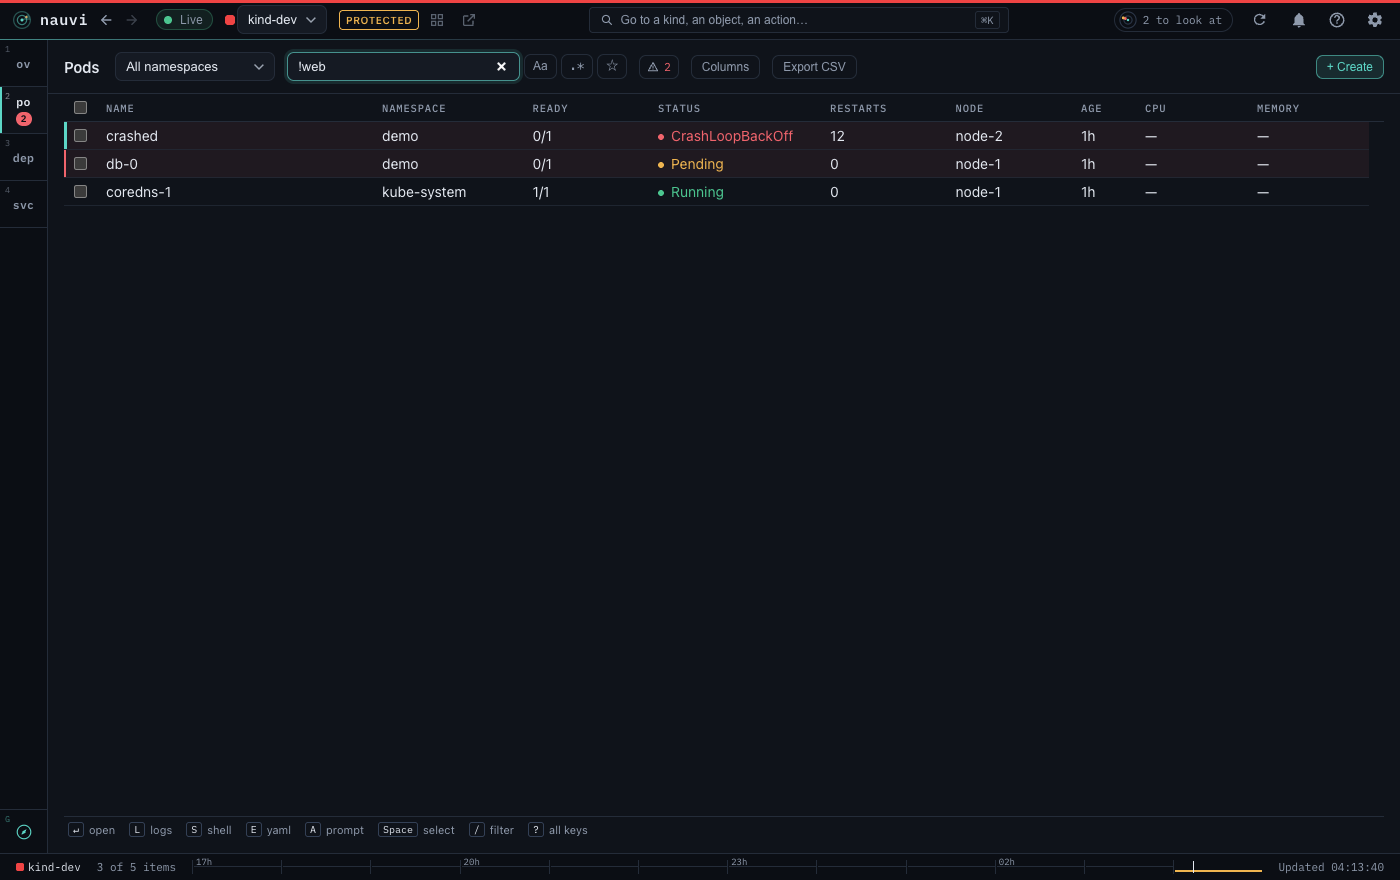 nauvi Live kind-dev PROTECTED Go to a kind, an object, an action… ⌘K 2 to look at
1 ov
2 po 2
3 dep
4 svc
G
Pods All namespaces !web Aa .* 2 Columns Export CSV + Create
NAME NAMESPACE READY STATUS RESTARTS NODE AGE CPU MEMORY
crashed demo 0/1 CrashLoopBackOff 12 node-2 1h — —
db-0 demo 0/1 Pending 0 node-1 1h — —
coredns-1 kube-system 1/1 Running 0 node-1 1h — —
↵ open L logs S shell E yaml A prompt Space select / filter ? all keys
kind-dev 3 of 5 items 17h 20h 23h 02h Updated 04:13:40